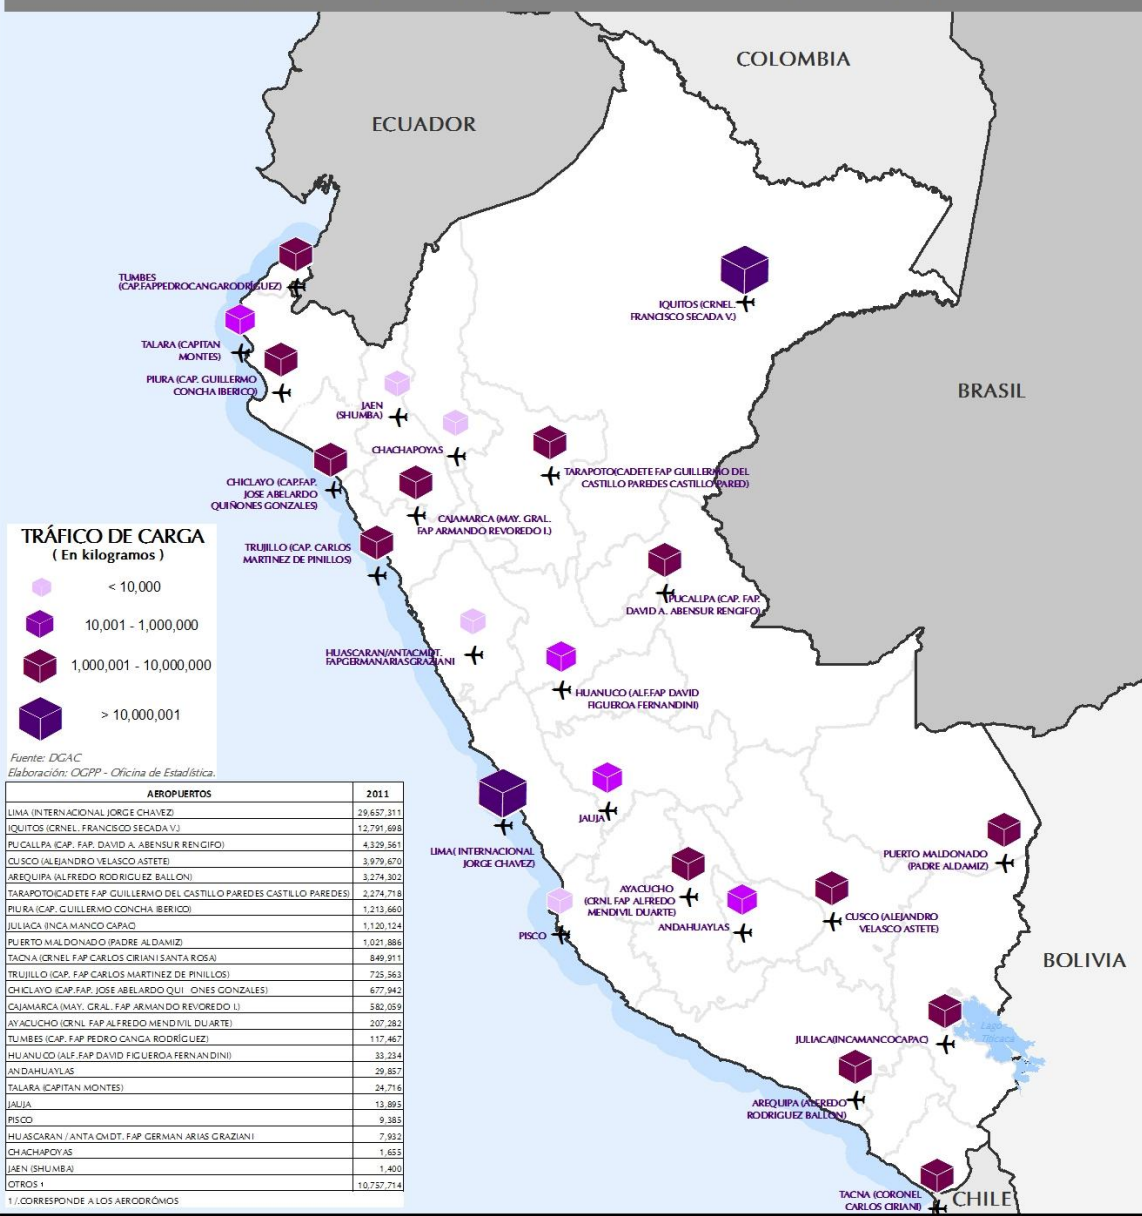 COLOMBIA
ECUADOR
TUMBES
(CAP.FAPPEDROCANGARODRÍGUEZ)
IQUITOS (CRNEL.
FRANCISCO SECADA V.)
TALARA (CAPITAN
MONTES)
PIURA (CAP. GUILLERMO
CONCHA IBERICO)
BRASIL
JAEN
(SHUMBA)
CHACHAPOYAS
TARAPOTO(CADETE FAP GUILLERMO DEL
CASTILLO PAREDES CASTILLO PARED)
CHICLAYO (CAP.FAP.
JOSE ABELARDO
QUIÑONES GONZALES)
CAJAMARCA (MAY. GRAL.
FAP ARMANDO REVOREDO I.)
TRUJILLO (CAP. CARLOS
MARTINEZ DE PINILLOS)
PUCALLPA (CAP. FAP.
DAVID A. ABENSUR RENGIFO)
HUASCARAN/ANTACMDT.
FAPGERMANARIASGRAZIANI
HUANUCO (ALF.FAP DAVID
FIGUEROA FERNANDINI)
JAUJA
LIMA( INTERNACIONAL
JORGE CHAVEZ)
PUERTO MALDONADO
(PADRE ALDAMIZ)
AYACUCHO
(CRNL FAP ALFREDO
MENDIVIL DUARTE)
ANDAHUAYLAS
CUSCO (ALEJANDRO
VELASCO ASTETE)
PISCO
BOLIVIA
Lago
Titicaca
JULIACA(INCAMANCOCAPAC)
AREQUIPA (ALFREDO
RODRIGUEZ BALLON)
TACNA (CORONEL
CARLOS CIRIANI)
CHILE
TRÁFICO DE CARGA
( En kilogramos )
< 10,000
10,001 - 1,000,000
1,000,001 - 10,000,000
> 10,000,001
Fuente: DGAC
Elaboración: OGPP - Oficina de Estadística.
AEROPUERTOS 2011
LIMA (INTERNACIONAL JORGE CHAVEZ) 29,657,311
IQUITOS (CRNEL. FRANCISCO SECADA V.) 12,791,698
PUCALLPA (CAP. FAP. DAVID A. ABENSUR RENGIFO) 4,329,561
CUSCO (ALEJANDRO VELASCO ASTETE) 3,979,670
AREQUIPA (ALFREDO RODRIGUEZ BALLON) 3,274,302
TARAPOTO(CADETE FAP GUILLERMO DEL CASTILLO PAREDES CASTILLO PAREDES) 2,274,718
PIURA (CAP. GUILLERMO CONCHA IBERICO) 1,213,660
JULIACA (INCA MANCO CAPAC) 1,120,124
PUERTO MALDONADO (PADRE ALDAMIZ) 1,021,886
TACNA (CRNEL FAP CARLOS CIRIANI SANTA ROSA) 849,911
TRUJILLO (CAP. FAP CARLOS MARTINEZ DE PINILLOS) 725,563
CHICLAYO (CAP.FAP. JOSE ABELARDO QUI ONES GONZALES) 677,942
CAJAMARCA (MAY. GRAL. FAP ARMANDO REVOREDO I.) 582,059
AYACUCHO (CRNL FAP ALFREDO MENDIVIL DUARTE) 207,282
TUMBES (CAP. FAP PEDRO CANGA RODRÍGUEZ) 117,467
HUANUCO (ALF.FAP DAVID FIGUEROA FERNANDINI) 33,234
ANDAHUAYLAS 29,857
TALARA (CAPITAN MONTES) 24,716
JAUJA 13,895
PISCO 9,385
HUASCARAN / ANTA CMDT. FAP GERMAN ARIAS GRAZIANI 7,932
CHACHAPOYAS 1,655
JAEN (SHUMBA) 1,400
OTROS 1 10,757,714
1 /.CORRESPONDE A LOS AERODRÓMOS